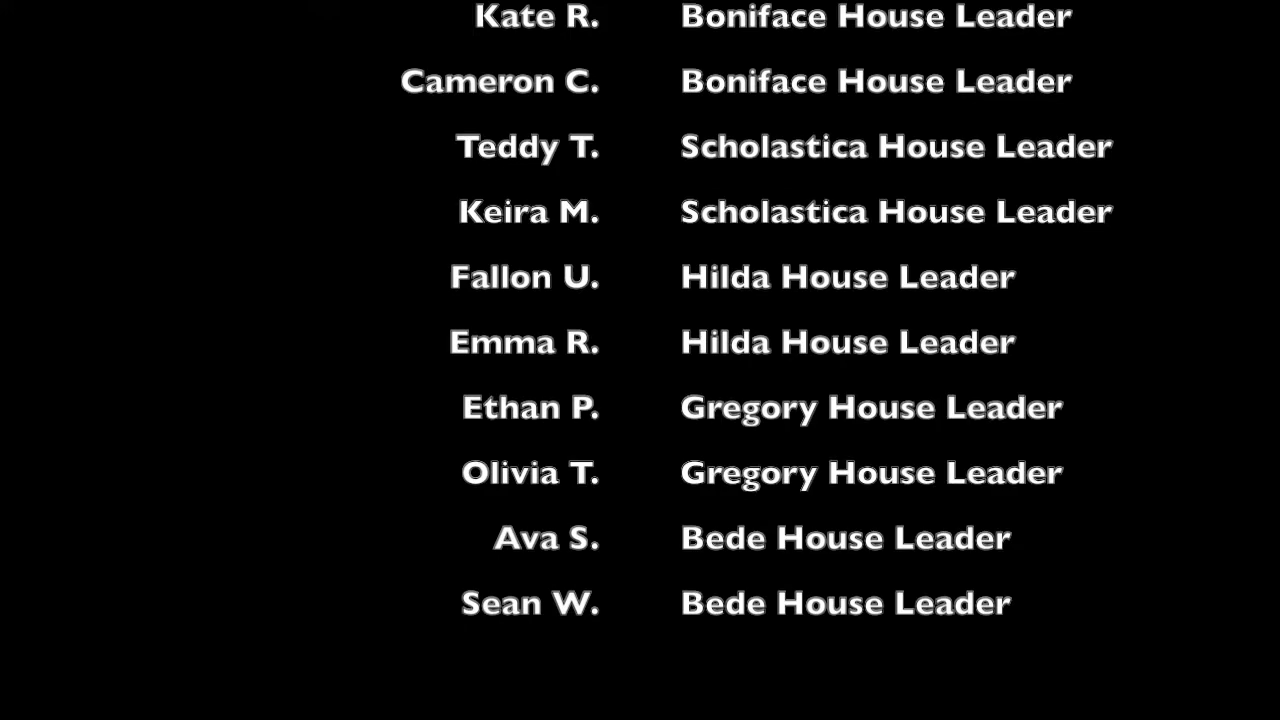 Kate R. Boniface House Leader
Cameron C. Boniface House Leader
Teddy T. Scholastica House Leader
Keira M. Scholastica House Leader
Fallon U. Hilda House Leader
Emma R. Hilda House Leader
Ethan P. Gregory House Leader
Olivia T. Gregory House Leader
Ava S. Bede House Leader
Sean W. Bede House Leader